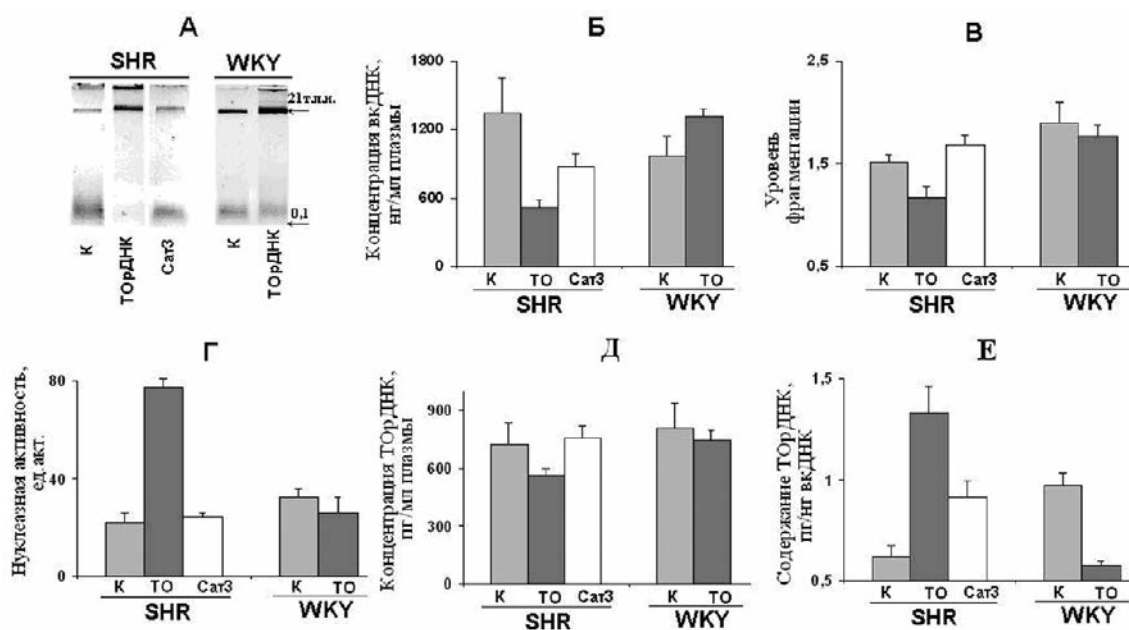 А
SHR WKY
21т.п.н.
0,1
К
ТОрДНК
Сат3
К
ТОрДНК
Б
Концентрация вкДНК,
нг/мл плазмы
1800
1200
600
0
К ТО Сат3 К ТО
SHR WKY
В
Уровень
фрагментации
2,5
1,5
0,5
К ТО Сат3 К ТО
SHR WKY
Г
Нуклеазная активность,
ед.акт.
80
40
0
К ТО Сат3 К ТО
SHR WKY
Д
Концентрация ТОрДНК,
пг/мл плазмы
900
600
300
0
К ТО Сат3 К ТО
SHR WKY
Е
Содержание ТОрДНК,
пг/нг вкДНК
1,5
1
0,5
К ТО Сат3 К ТО
SHR WKY